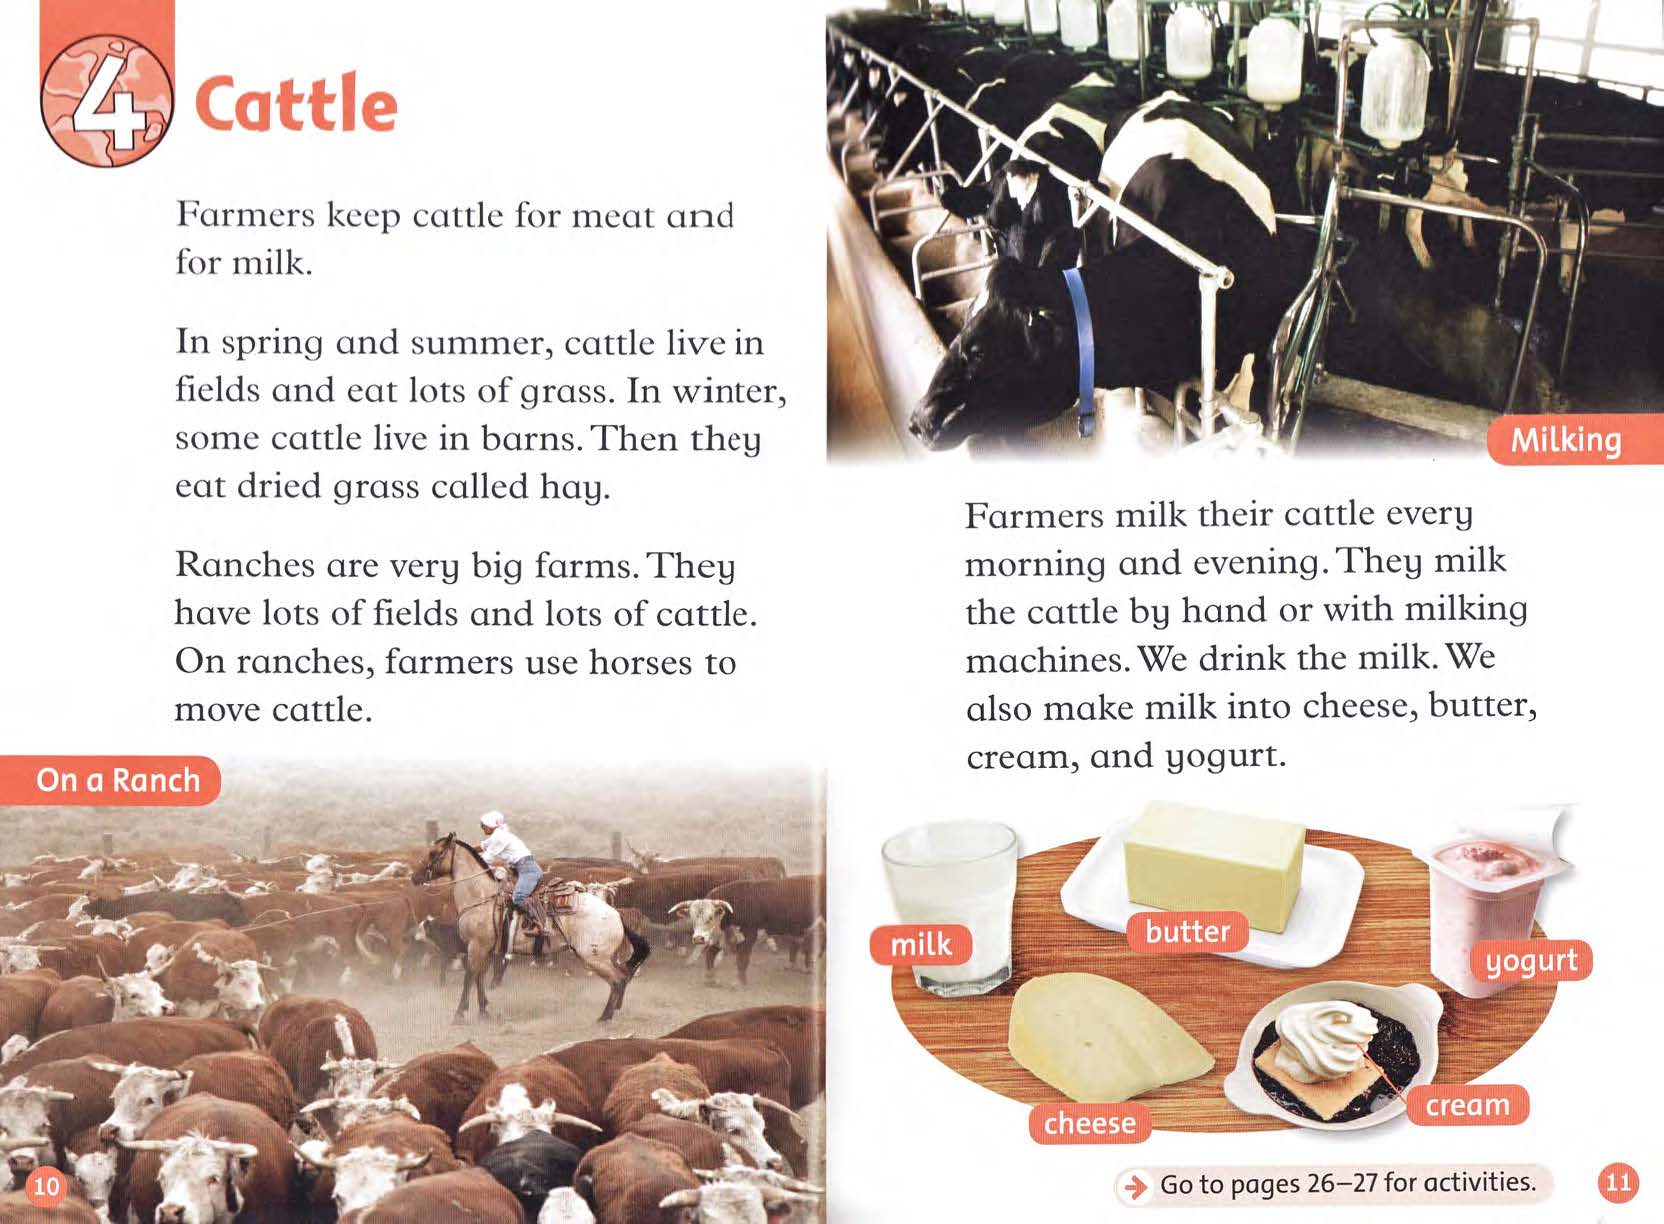 4 Cattle
Farmers keep cattle for meat and
for milk.
In spring and summer, cattle live in
fields and eat lots of grass. In winter,
some cattle live in barns. Then they
eat dried grass called hay.
Ranches are very big farms. They
have lots of fields and lots of cattle.
On ranches, farmers use horses to
move cattle.
On a Ranch
10
Milking
Farmers milk their cattle every
morning and evening. They milk
the cattle by hand or with milking
machines. We drink the milk. We
also make milk into cheese, butter,
cream, and yogurt.
milk
butter
yogurt
cheese
cream
Go to pages 26–27 for activities.
11